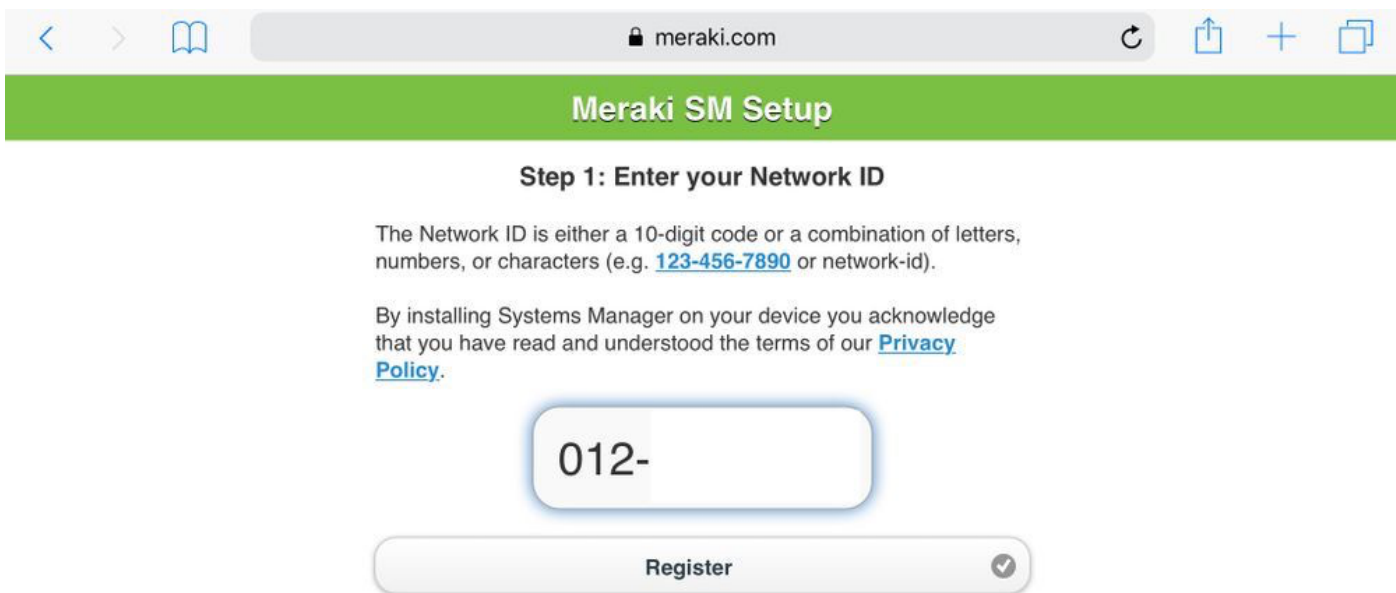 meraki.com
Meraki SM Setup
Step 1: Enter your Network ID
The Network ID is either a 10-digit code or a combination of letters,
numbers, or characters (e.g. 123-456-7890 or network-id).
By installing Systems Manager on your device you acknowledge
that you have read and understood the terms of our Privacy
Policy.
012-
Register